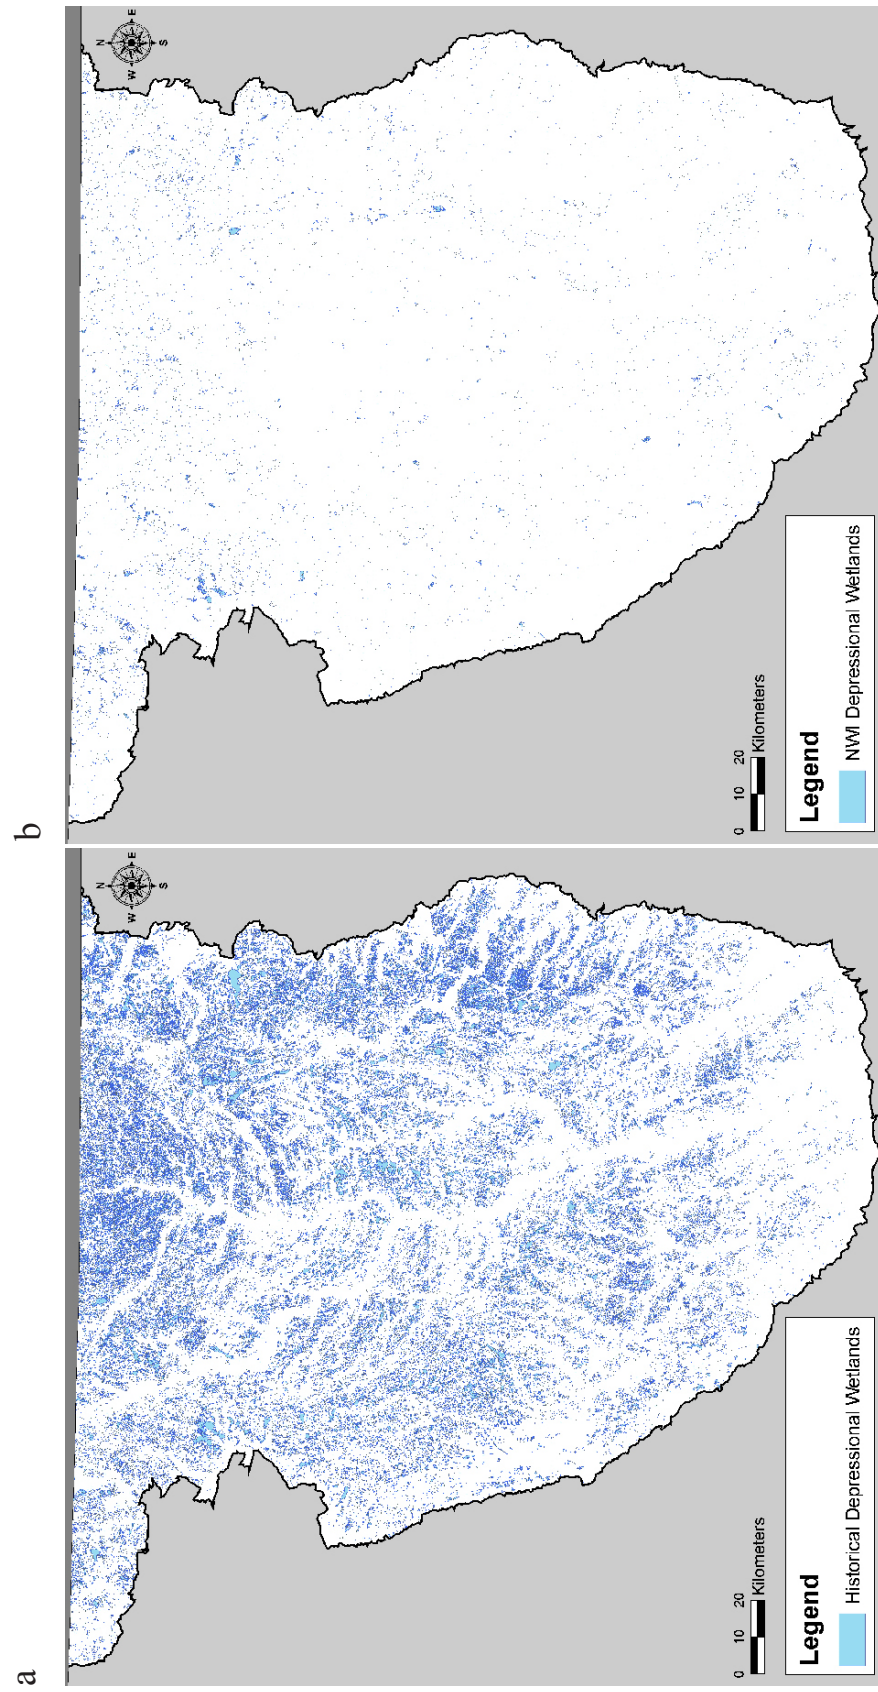 a
N
W
E
S
0 10 20
Kilometers
Legend
Historical Depressional Wetlands
b
N
W
E
S
0 10 20
Kilometers
Legend
NWI Depressional Wetlands